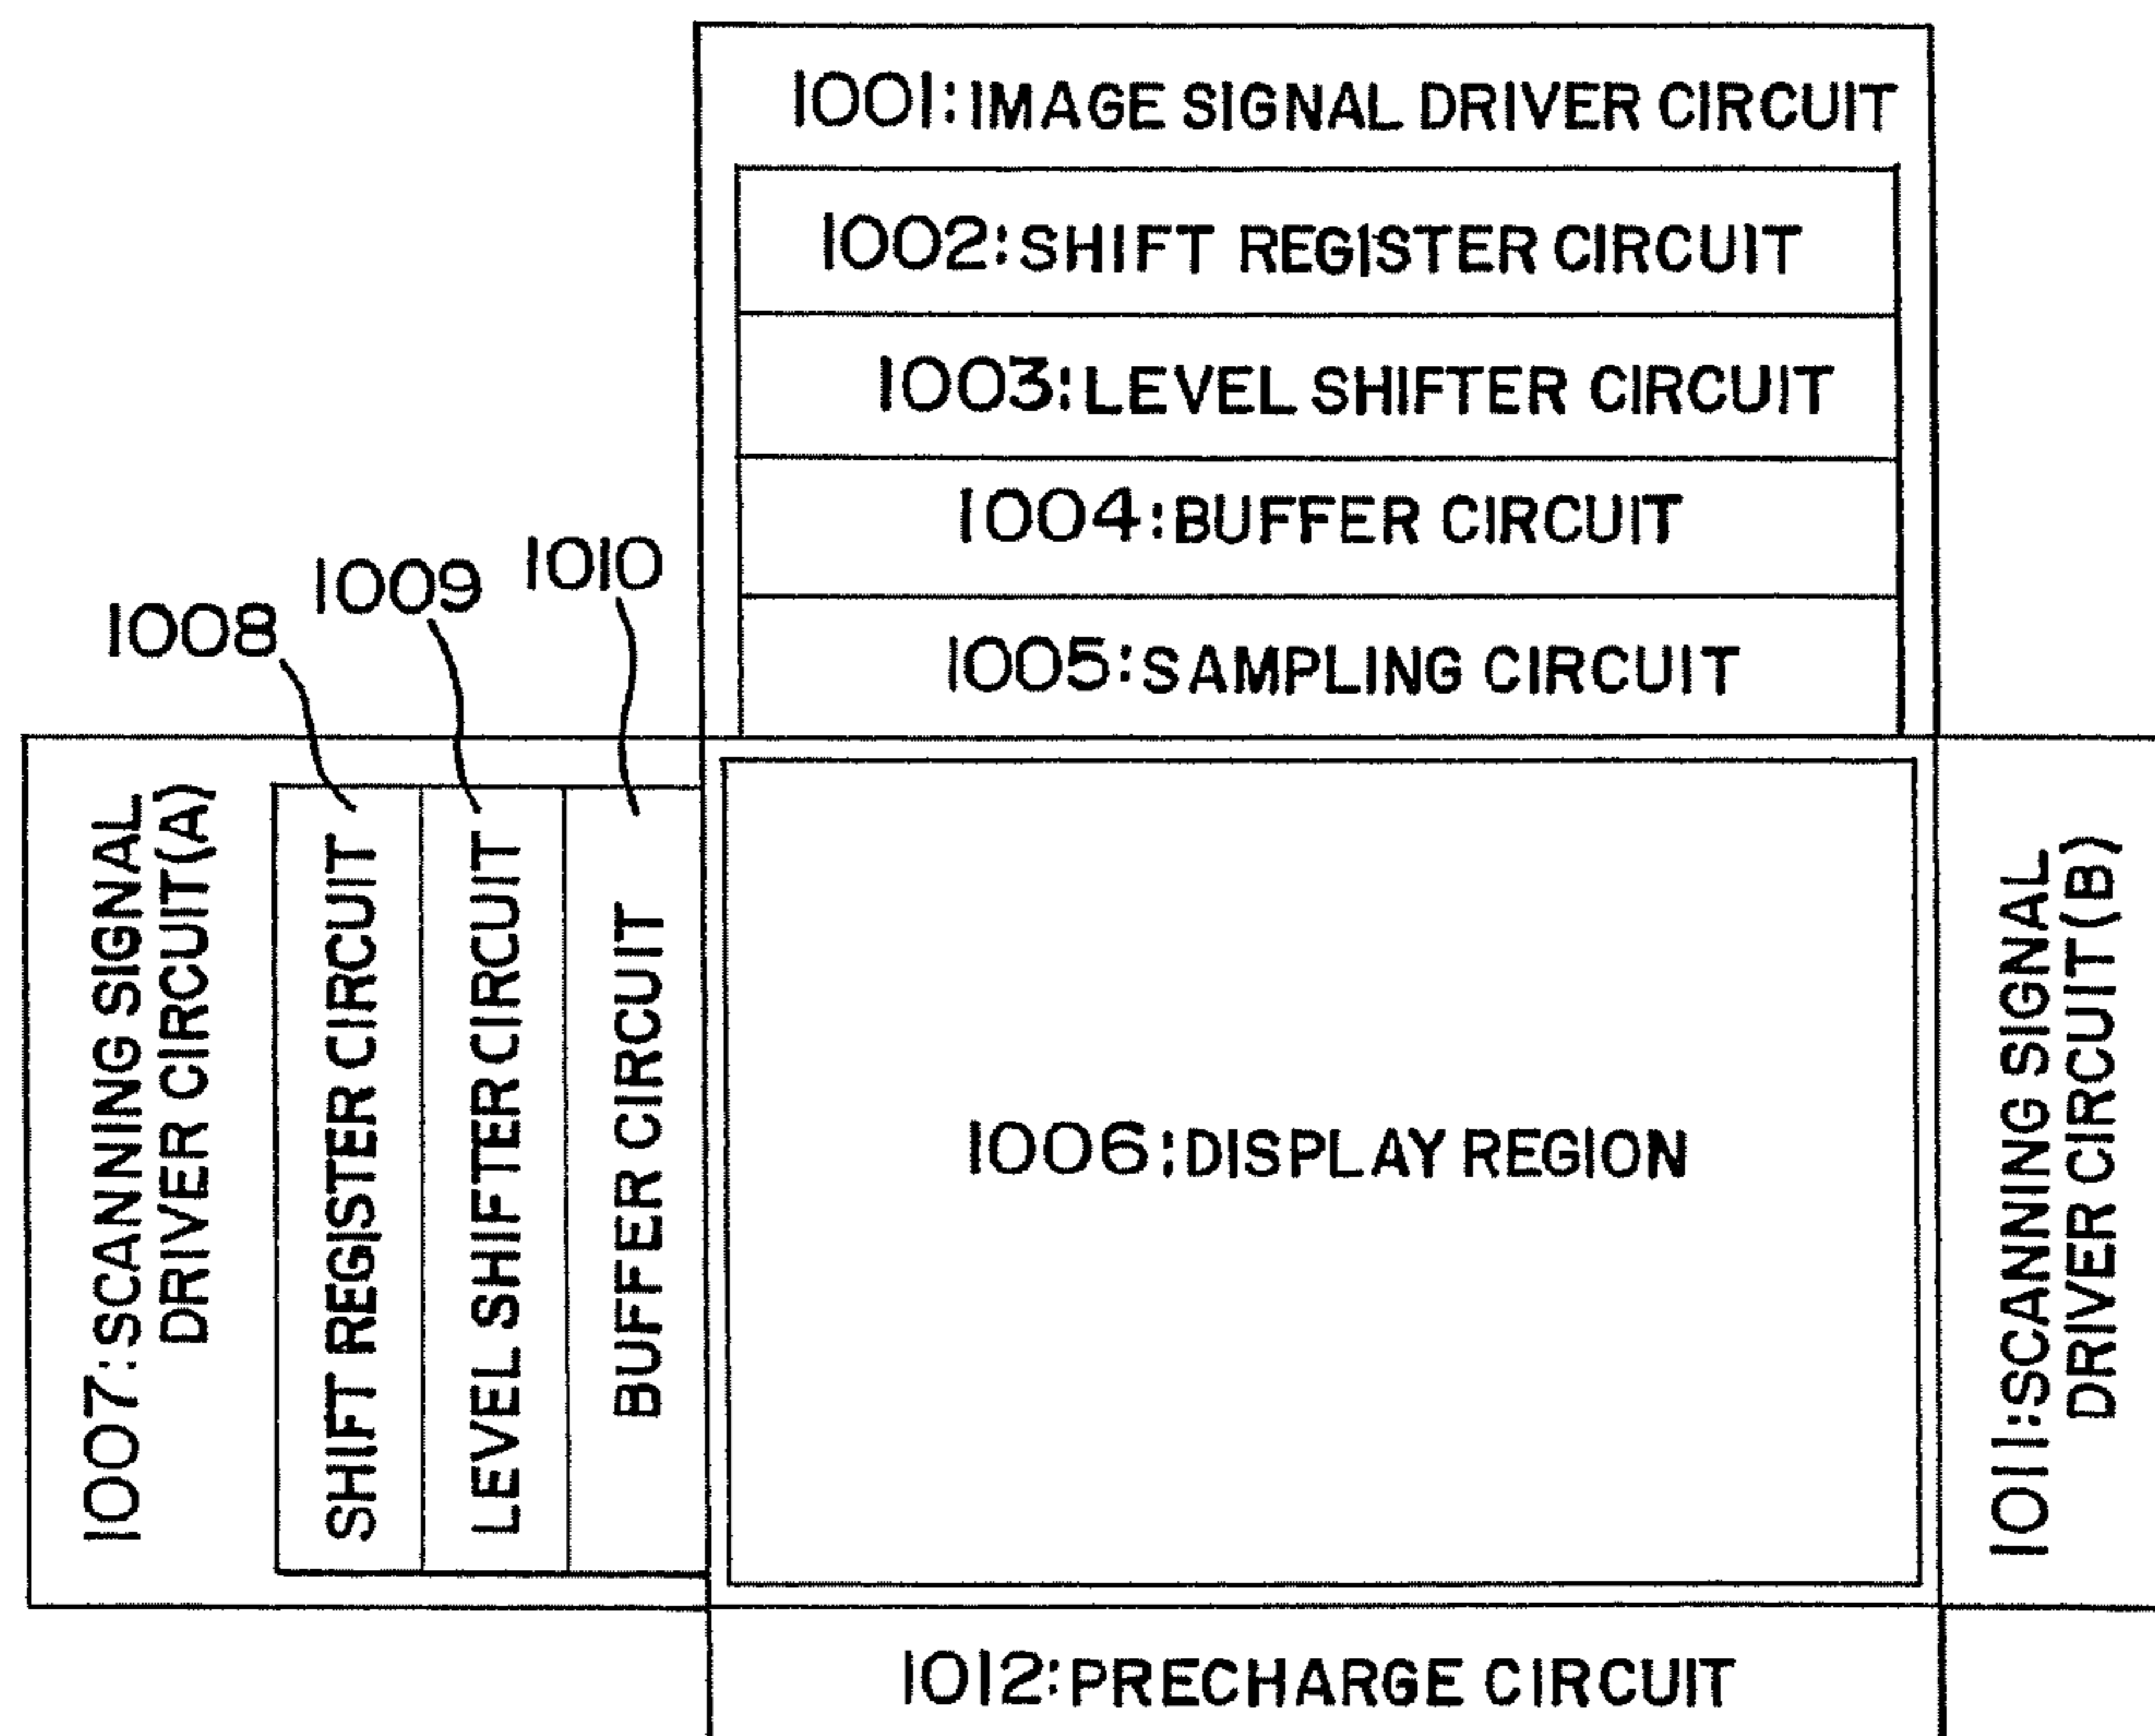 1001:IMAGE SIGNAL DRIVER CIRCUIT
1002:SHIFT REGISTER CIRCUIT
1003:LEVEL SHIFTER CIRCUIT
1004:BUFFER CIRCUIT
1005:SAMPLING CIRCUIT
1008
1009
1010
1007:SCANNING SIGNAL
DRIVER CIRCUIT(A)
SHIFT REGISTER CIRCUIT
LEVEL SHIFTER CIRCUIT
BUFFER CIRCUIT
1006:DISPLAY REGION
1011:SCANNING SIGNAL
DRIVER CIRCUIT(B)
1012:PRECHARGE CIRCUIT